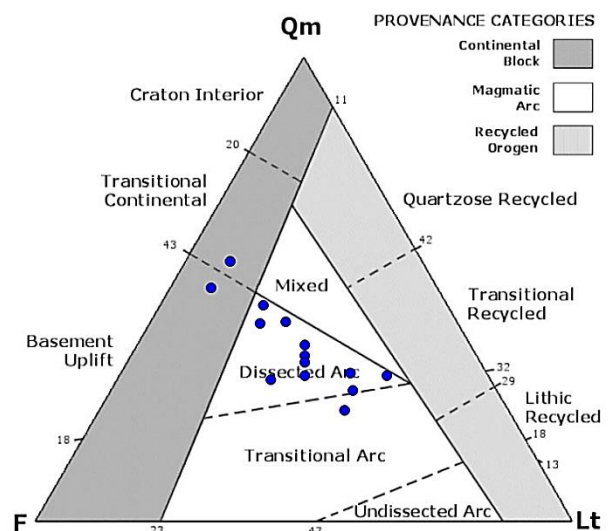 Qm
PROVENANCE CATEGORIES
Continental
Block
Magmatic
Arc
Recycled
Orogen
Craton Interior
11
20
Transitional
Continental
Quartzose Recycled
43
42
Mixed
Transitional
Recycled
Basement
Uplift
Dissected Arc
32
29
Lithic
Recycled
18
18
13
Transitional Arc
Undissected Arc
F
Lt